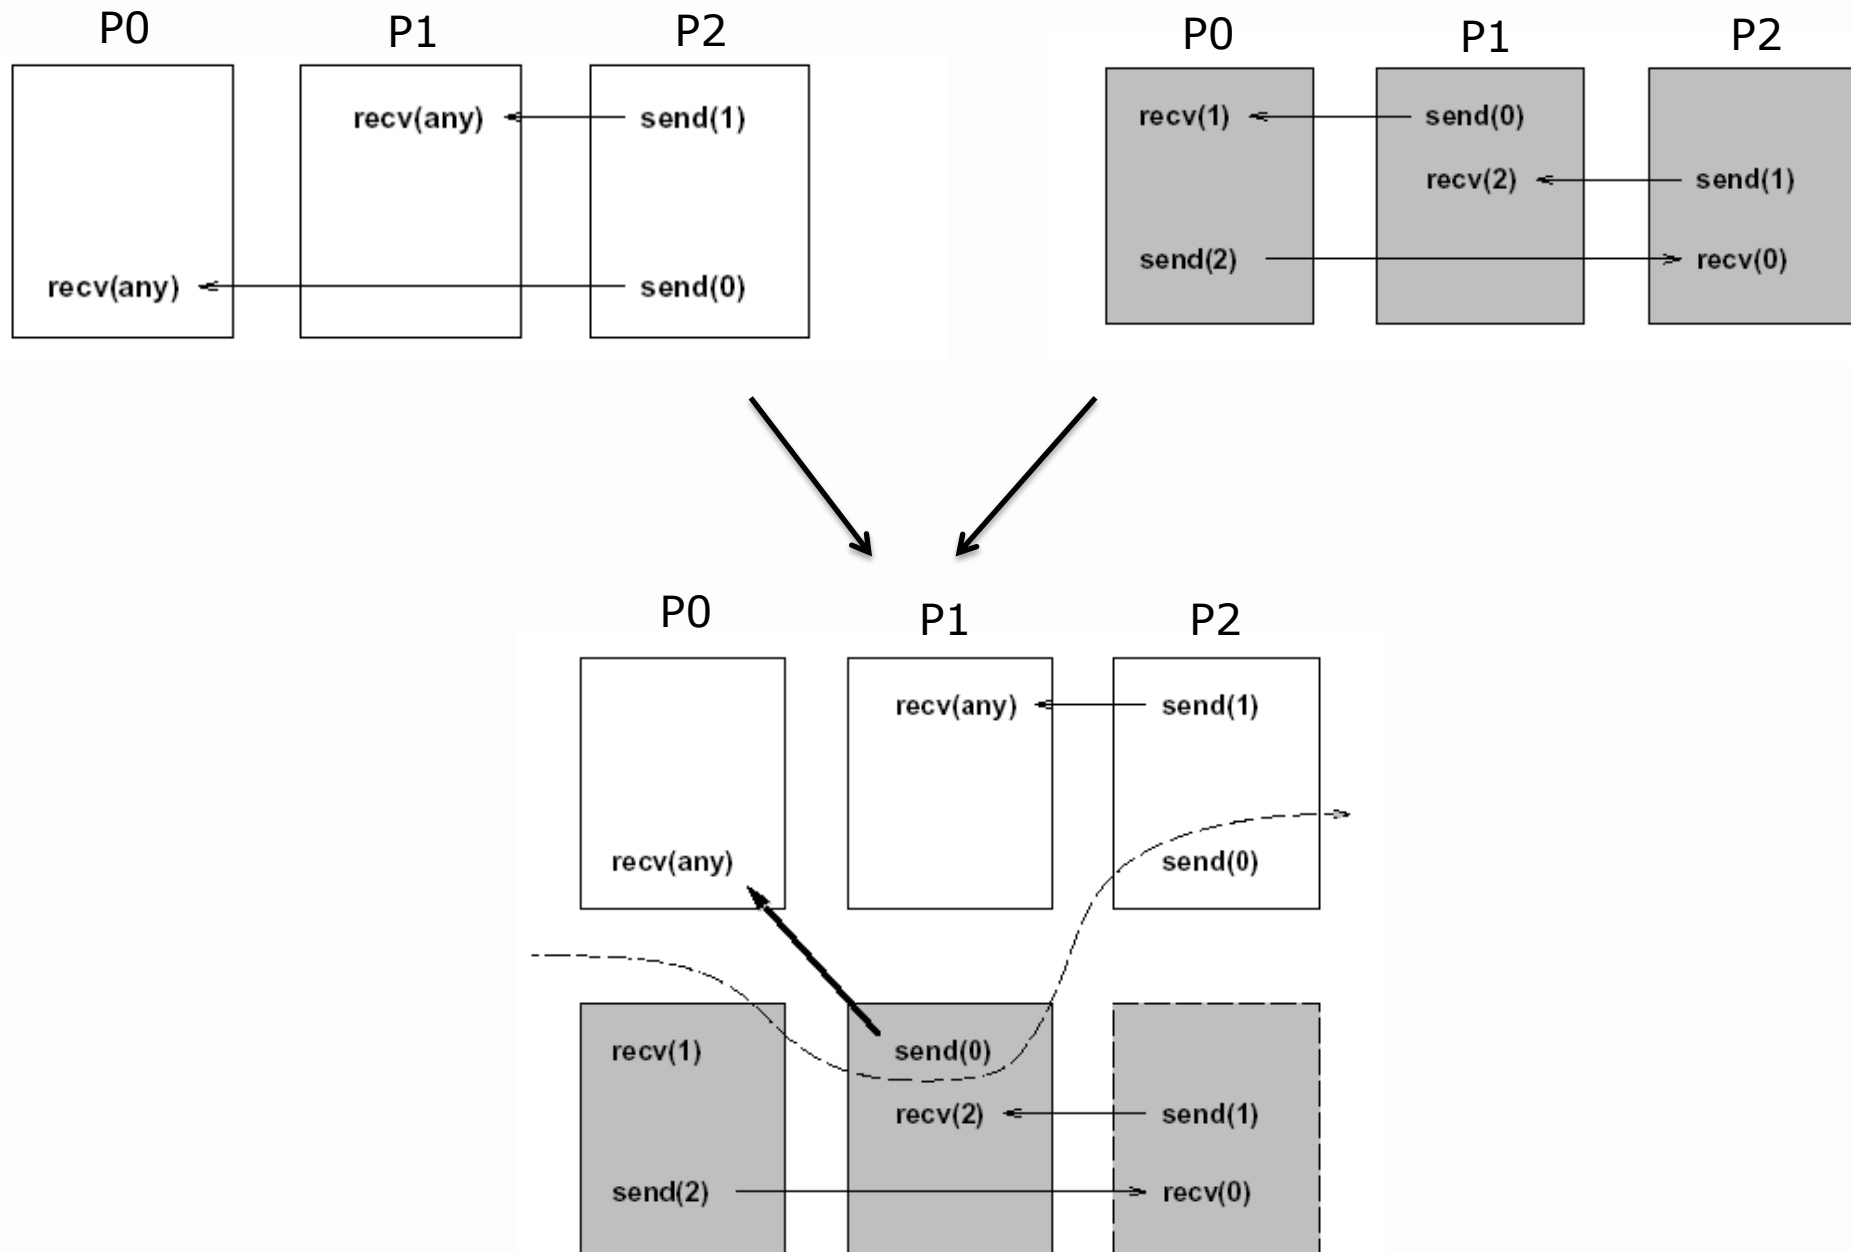 P0 P1 P2
recv(any) send(1)
recv(any) send(0)
P0 P1 P2
recv(1) send(0)
recv(2) send(1)
send(2) recv(0)
P0 P1 P2
recv(any) send(1)
recv(any) send(0)
recv(1) send(0)
recv(2) send(1)
send(2) recv(0)